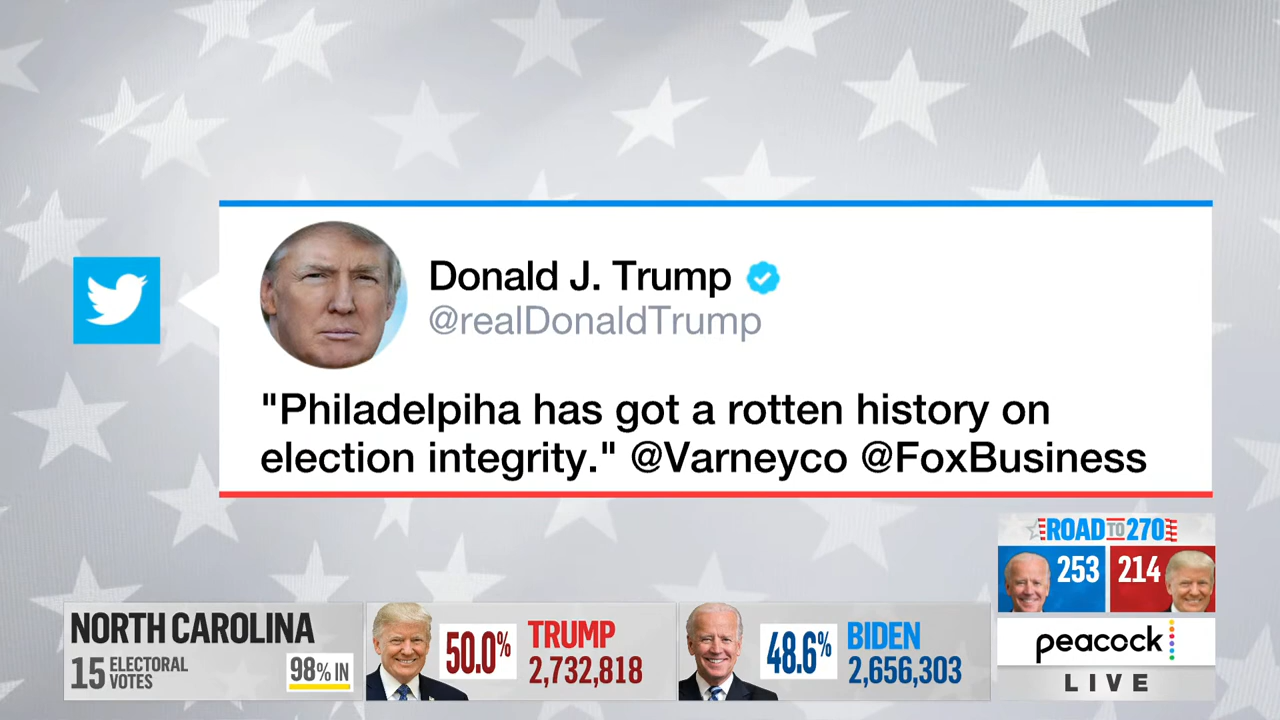 Donald J. Trump
@realDonaldTrump
"Philadelpiha has got a rotten history on
election integrity." @Varneyco @FoxBusiness
ROAD TO 270
253 214
NORTH CAROLINA
15 ELECTORAL VOTES
98% IN
50.0%
TRUMP
2,732,818
48.6%
BIDEN
2,656,303
peacock
LIVE